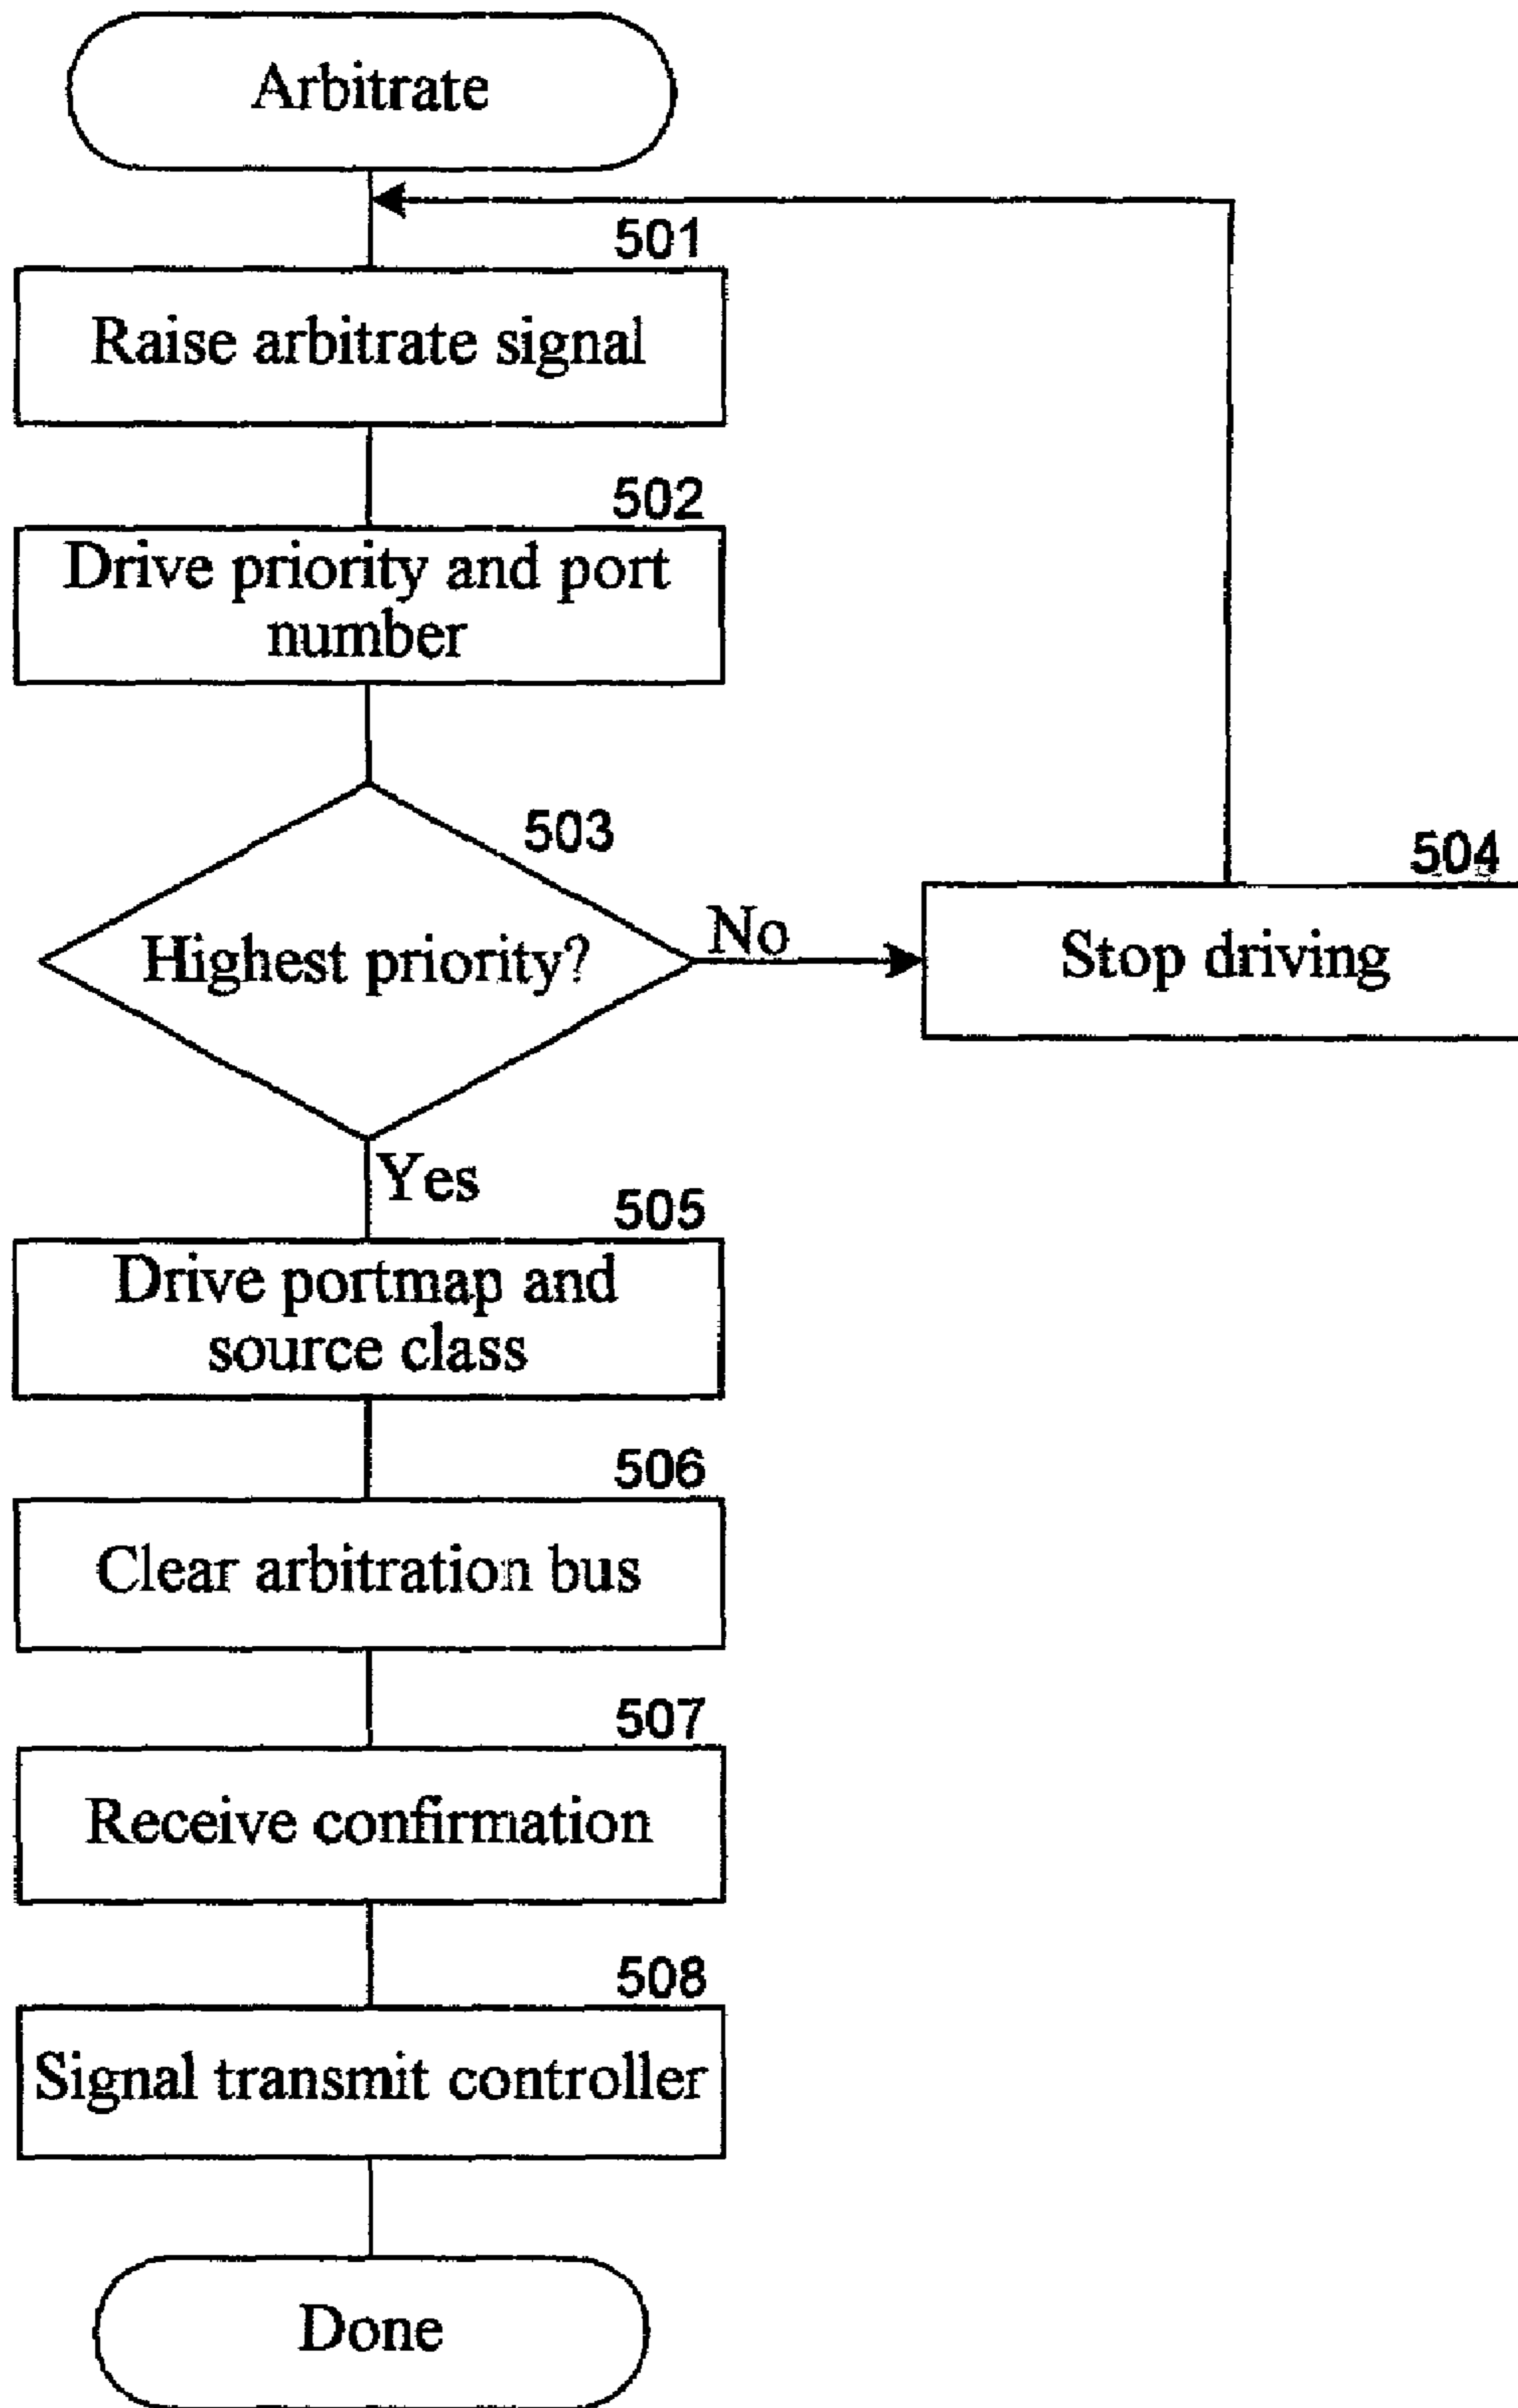 Arbitrate
501
Raise arbitrate signal
502
Drive priority and port
number
503
Highest priority?
No
504
Stop driving
Yes
505
Drive portmap and
source class
506
Clear arbitration bus
507
Receive confirmation
508
Signal transmit controller
Done